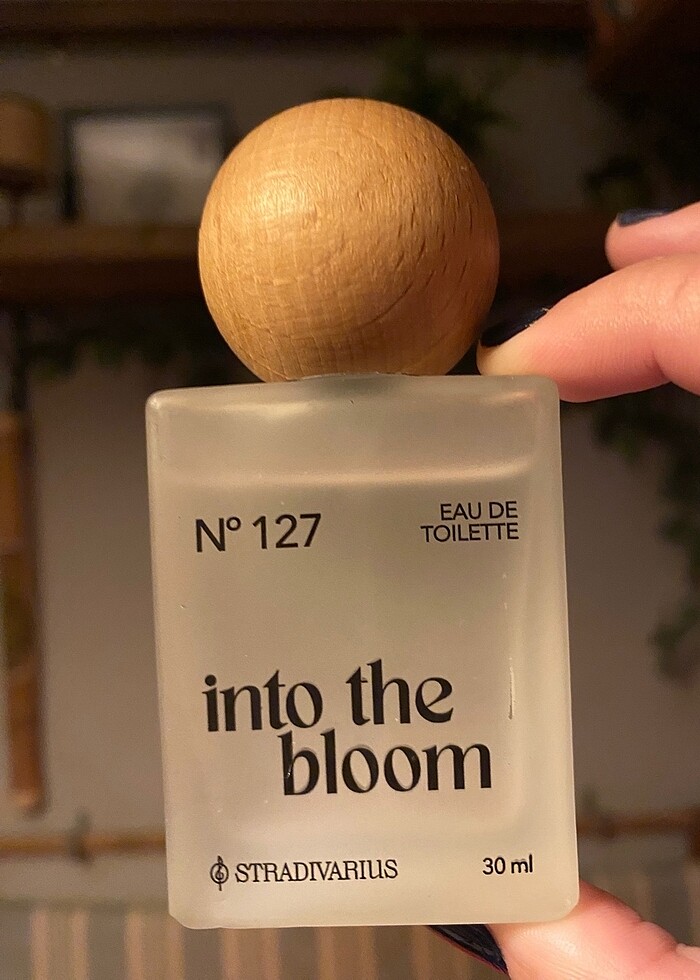 Nº 127
EAU DE
TOILETTE
into the
bloom
STRADIVARIUS
30 ml